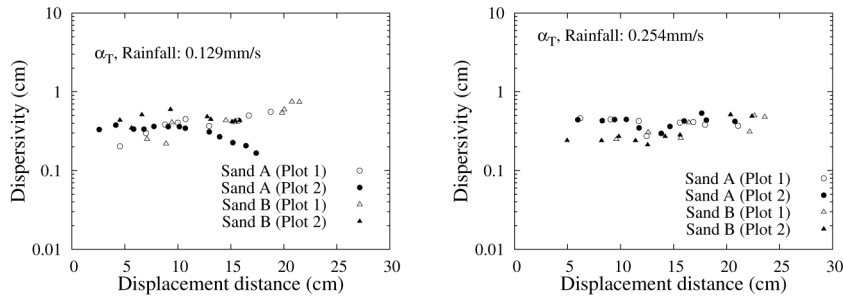 10
1
0.1
0.01
Dispersivity (cm)
αT, Rainfall: 0.129mm/s
Sand A (Plot 1)
Sand A (Plot 2)
Sand B (Plot 1)
Sand B (Plot 2)
0 5 10 15 20 25 30
Displacement distance (cm)
10
1
0.1
0.01
Dispersivity (cm)
αT, Rainfall: 0.254mm/s
Sand A (Plot 1)
Sand A (Plot 2)
Sand B (Plot 1)
Sand B (Plot 2)
0 5 10 15 20 25 30
Displacement distance (cm)